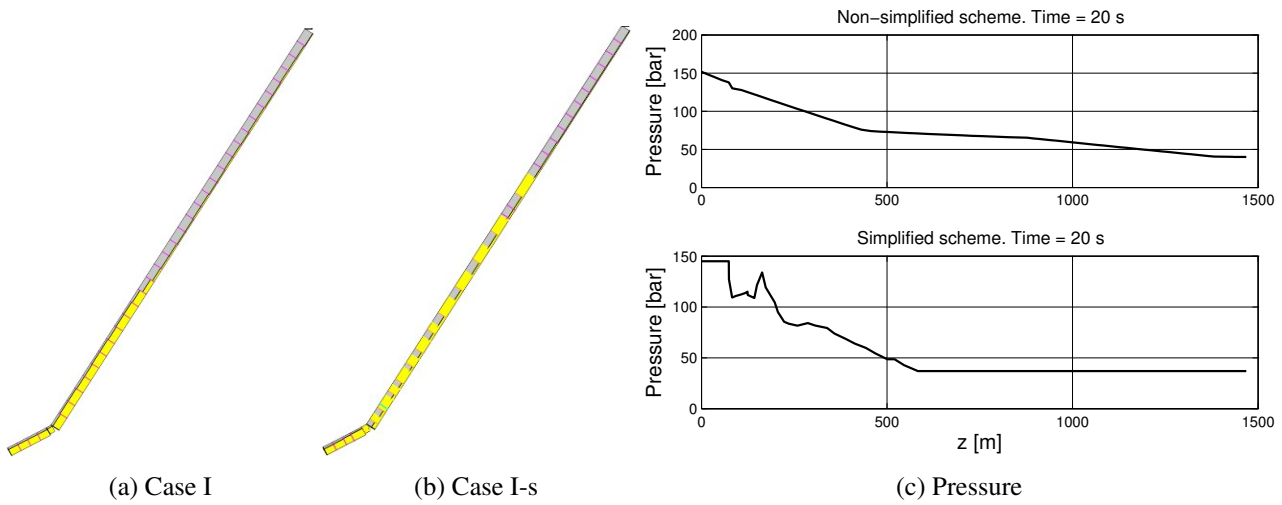 Non−simplified scheme. Time = 20 s
200
150
100
50
0
Pressure [bar]
0 500 1000 1500
Simplified scheme. Time = 20 s
150
100
50
0
Pressure [bar]
0 500 1000 1500
z [m]
(a) Case I (b) Case I-s (c) Pressure